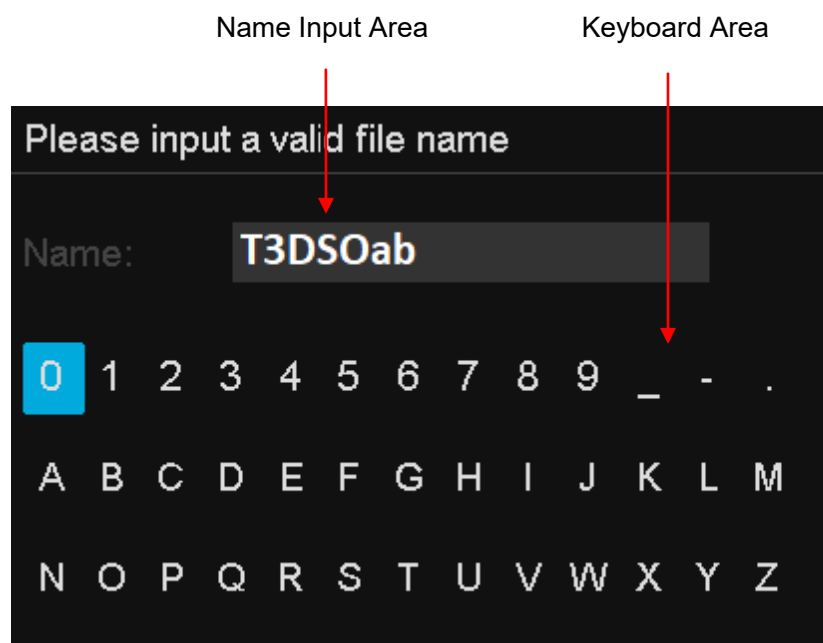 Name Input Area Keyboard Area
Please input a valid file name
Name: T3DSOab
0 1 2 3 4 5 6 7 8 9 _ - .
A B C D E F G H I J K L M
N O P Q R S T U V W X Y Z